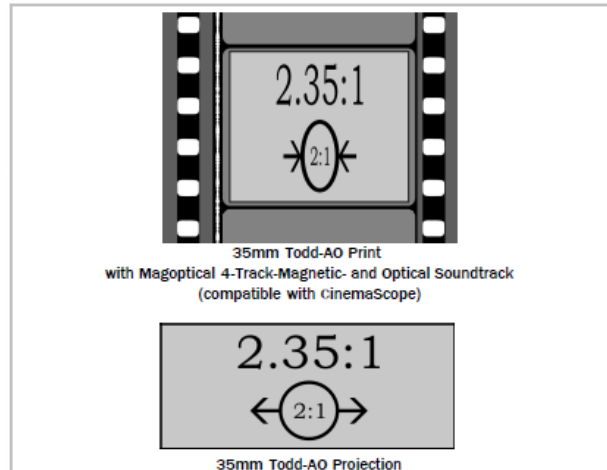 2.35:1
2:1
35mm Todd-AO Print
with Magoptical 4-Track-Magnetic- and Optical Soundtrack
(compatible with CinemaScope)
2.35:1
2:1
35mm Todd-AO Projection